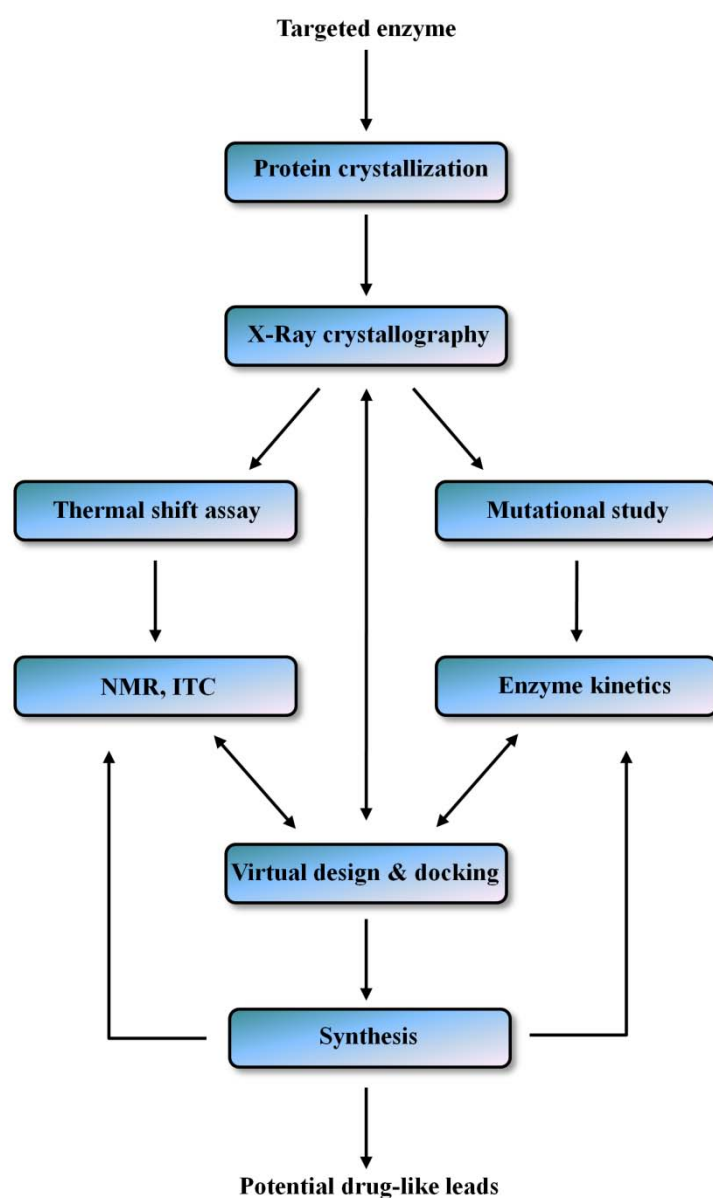 Targeted enzyme
Protein crystallization
X-Ray crystallography
Thermal shift assay
Mutational study
NMR, ITC
Enzyme kinetics
Virtual design & docking
Synthesis
Potential drug-like leads